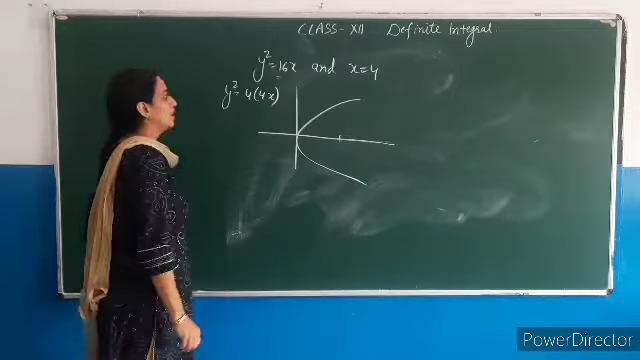 CLASS-XII Definite Integral
y²=16x and x=4
y²=4(4x)
PowerDirector